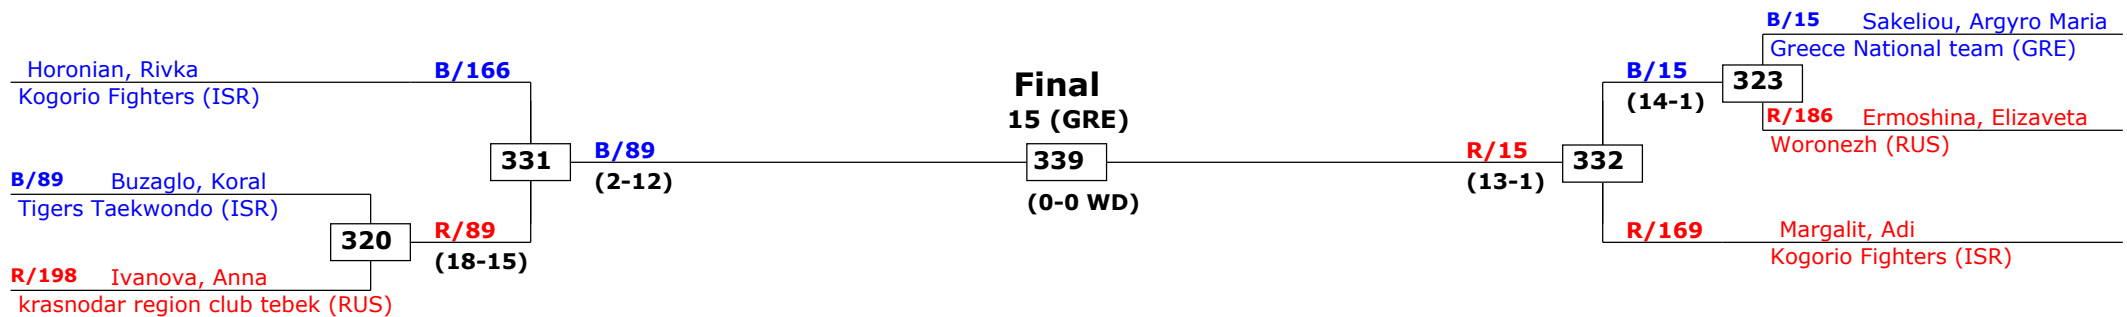 Horonian, Rivka
B/166
Kogorio Fighters (ISR)
B/89 Buzaglo, Koral
Tigers Taekwondo (ISR)
R/198 Ivanova, Anna
krasnodar region club tebek (RUS)
320
R/89
(18-15)
331
B/89
(2-12)
Final
15 (GRE)
339
(0-0 WD)
R/15
(13-1)
332
B/15
(14-1)
323
B/15 Sakeliou, Argyro Maria
Greece National team (GRE)
R/186 Ermoshina, Elizaveta
Woronezh (RUS)
R/169 Margalit, Adi
Kogorio Fighters (ISR)